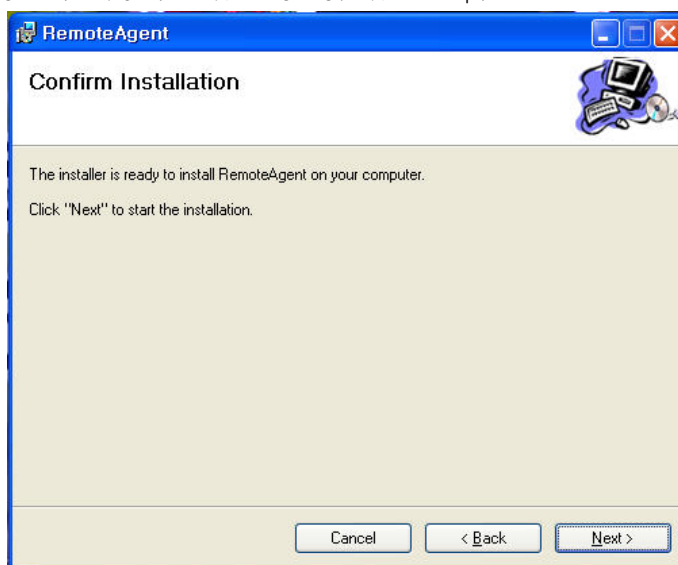 RemoteAgent
Confirm Installation
The installer is ready to install RemoteAgent on your computer.
Click "Next" to start the installation.
Cancel
< Back
Next >